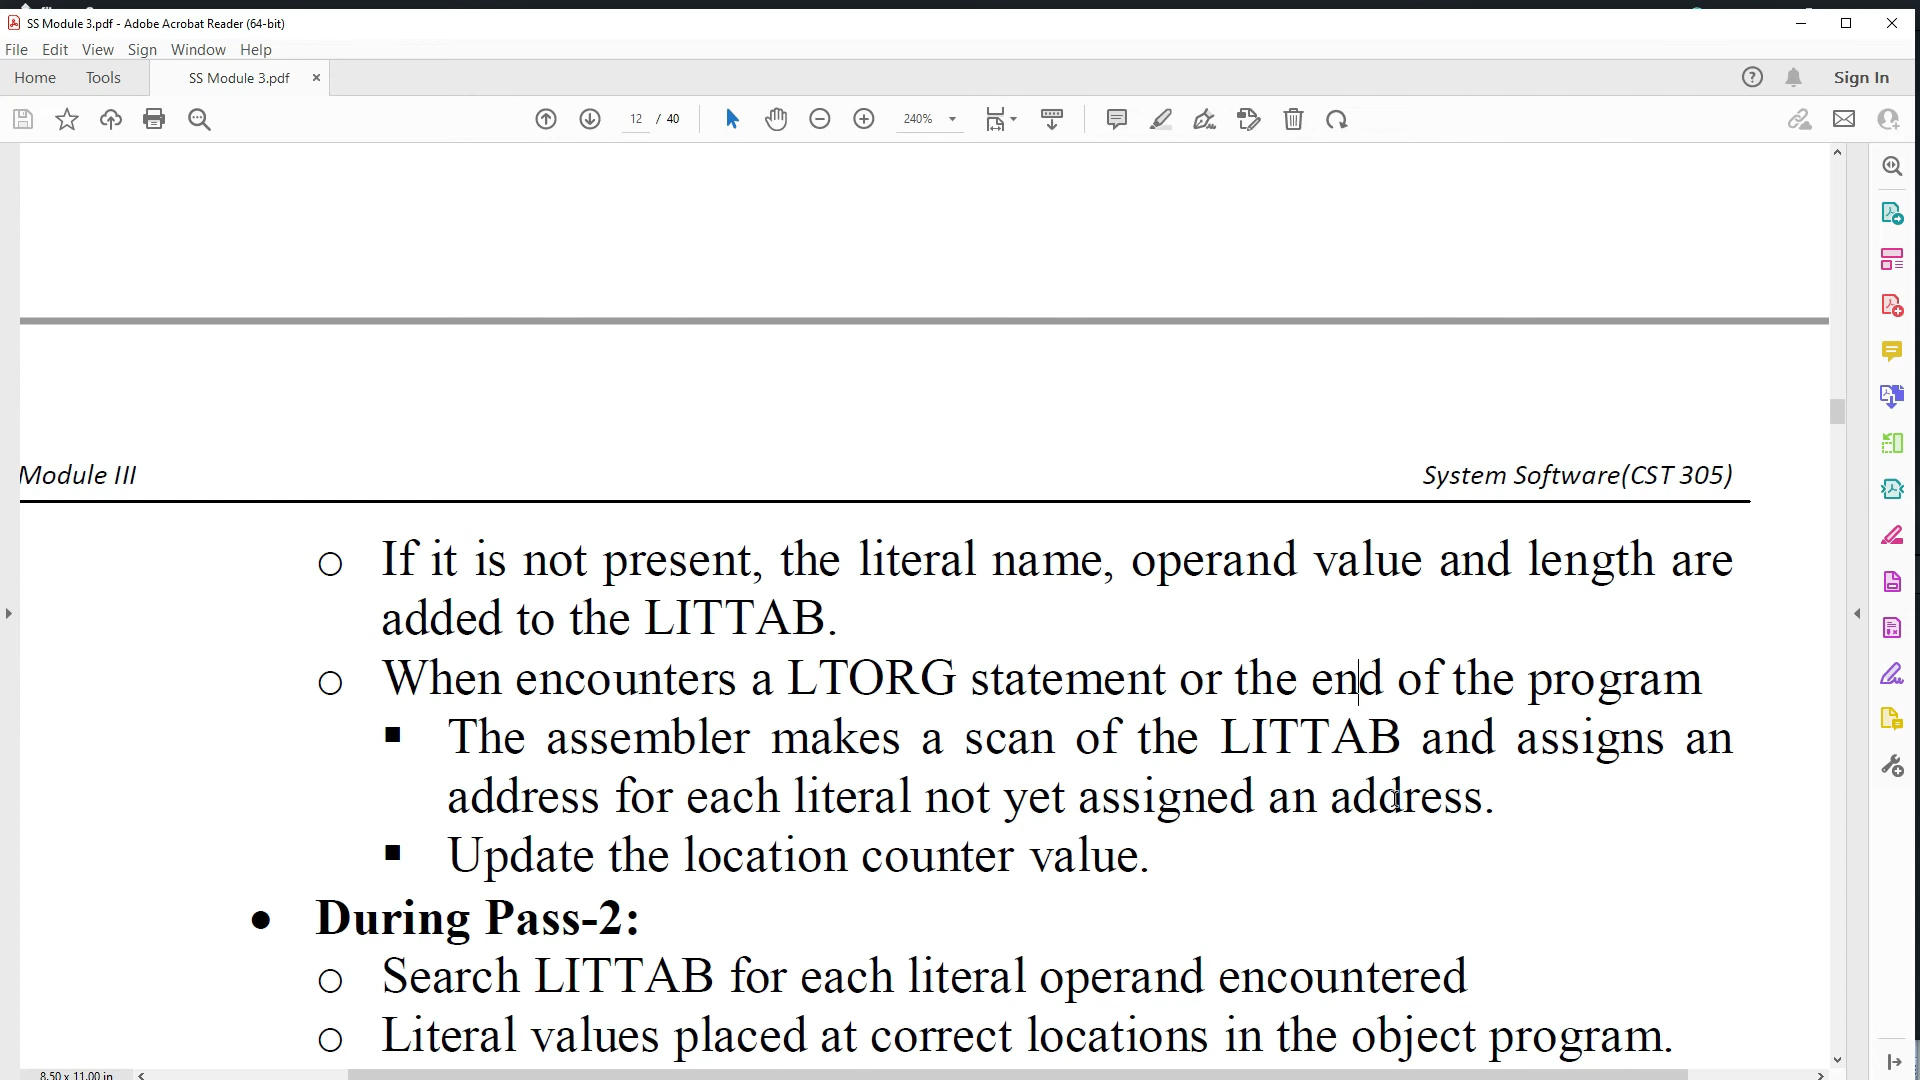 SS Module 3.pdf - Adobe Acrobat Reader (64-bit)
File Edit View Sign Window Help
Home Tools SS Module 3.pdf × Sign In
12 / 40 240%
Module III System Software(CST 305)
o If it is not present, the literal name, operand value and length are
added to the LITTAB.
o When encounters a LTORG statement or the end of the program
▪ The assembler makes a scan of the LITTAB and assigns an
address for each literal not yet assigned an address.
▪ Update the location counter value.
● During Pass-2:
o Search LITTAB for each literal operand encountered
o Literal values placed at correct locations in the object program.
8.50 x 11.00 in